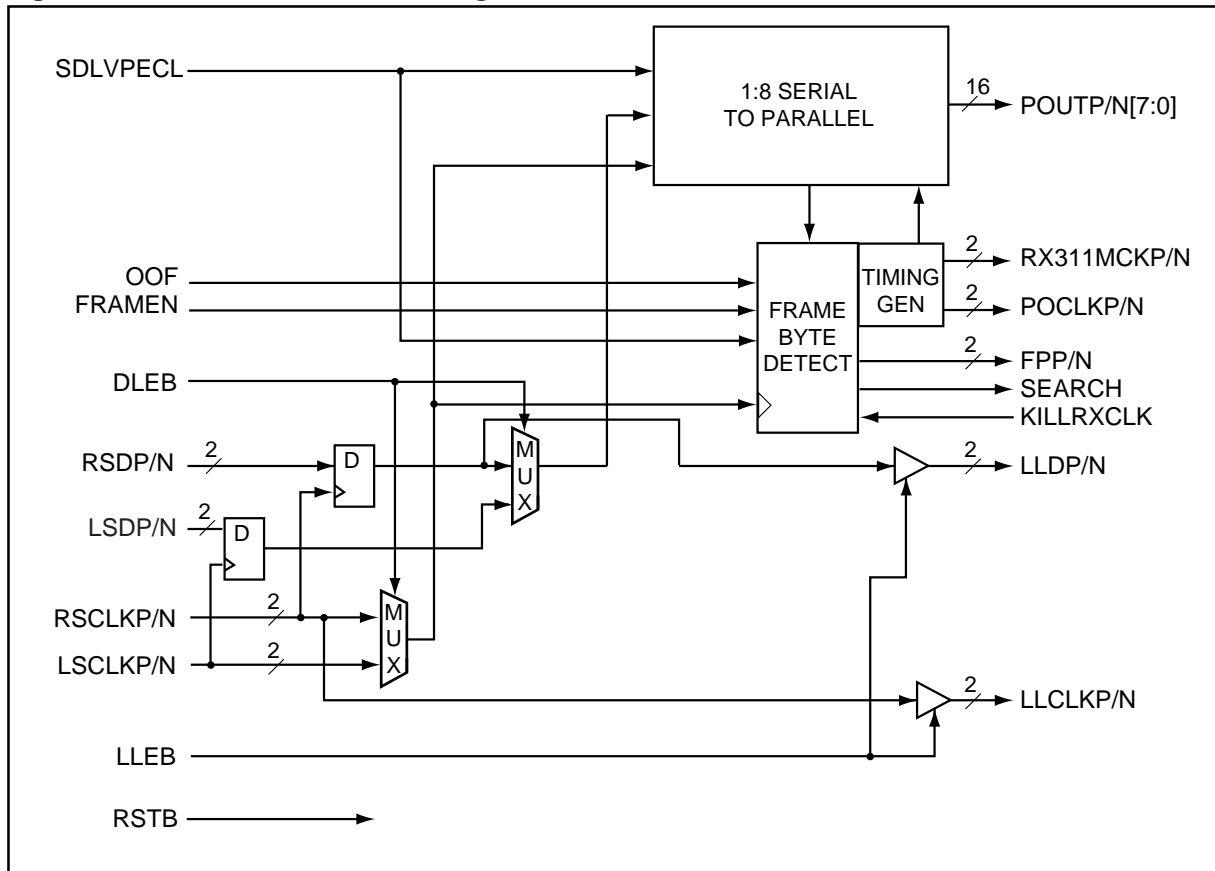 SDLVPECL
1:8 SERIAL
TO PARALLEL
16
POUTP/N[7:0]
OOF
FRAMEN
FRAME
BYTE
DETECT
TIMING
GEN
2
RX311MCKP/N
2
POCLKP/N
2
FPP/N
SEARCH
KILLRXCLK
DLEB
RSDP/N
2
D
MUX
2
LLDP/N
LSDP/N
2
D
RSCLKP/N
2
MUX
LSCLKP/N
2
2
LLCLKP/N
LLEB
RSTB